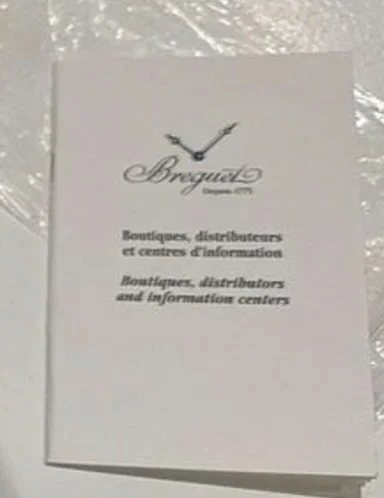 Breguet
Depuis 1775
Boutiques, distributeurs
et centres d'information
Boutiques, distributors
and information centers